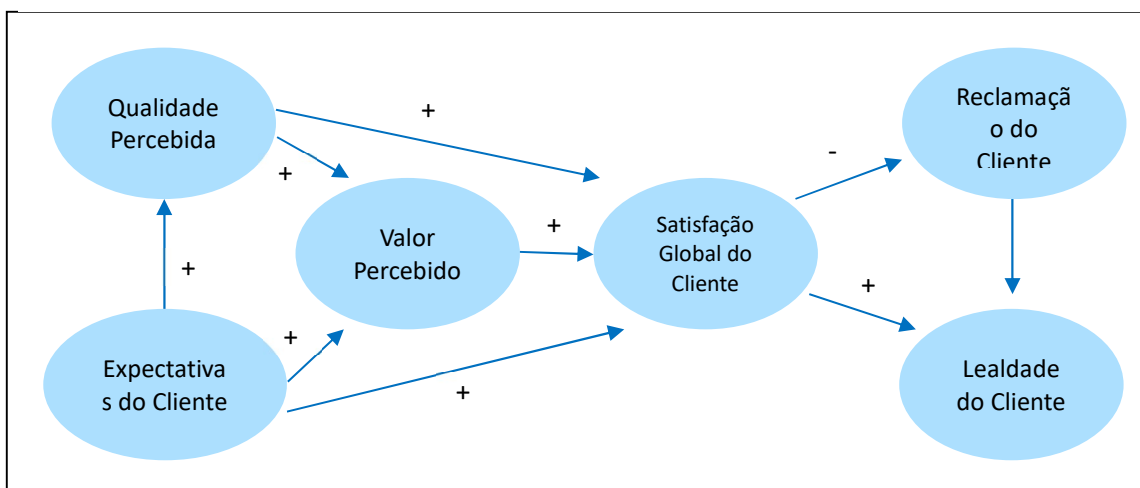 Qualidade
Percebida
+
+
+
Expectativa
s do Cliente
+
+
Valor
Percebido
+
Satisfação
Global do
Cliente
-
+
Reclamaçã
o do
Cliente
Lealdade
do Cliente